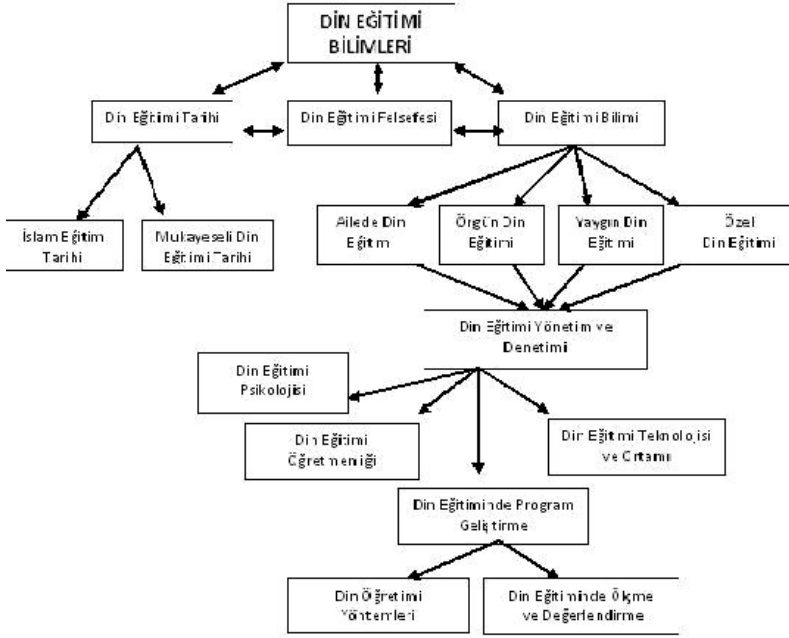 DİN EĞİTİMİ
BİLİMLERİ
Din Eğitimi Tarihi
Din Eğitimi Felsefesi
Din Eğitimi Bilimi
İslam Eğitim
Tarihi
Mukayeseli Din
Eğitimi Tarihi
Ailede Din
Eğitim
Örgün Din
Eğitimi
Yaygın Din
Eğitimi
Özel
Din Eğitimi
Din Eğitimi Yönetim ve
Denetimi
Din Eğitimi
Psikolojisi
Din Eğitimi
Öğretmenliği
Din Eğitimi Teknolojisi
ve Ortamı
Din Eğitiminde Program
Geliştirme
Din Öğretimi
Yöntemleri
Din Eğitiminde Ölçme
ve Değerlendirme